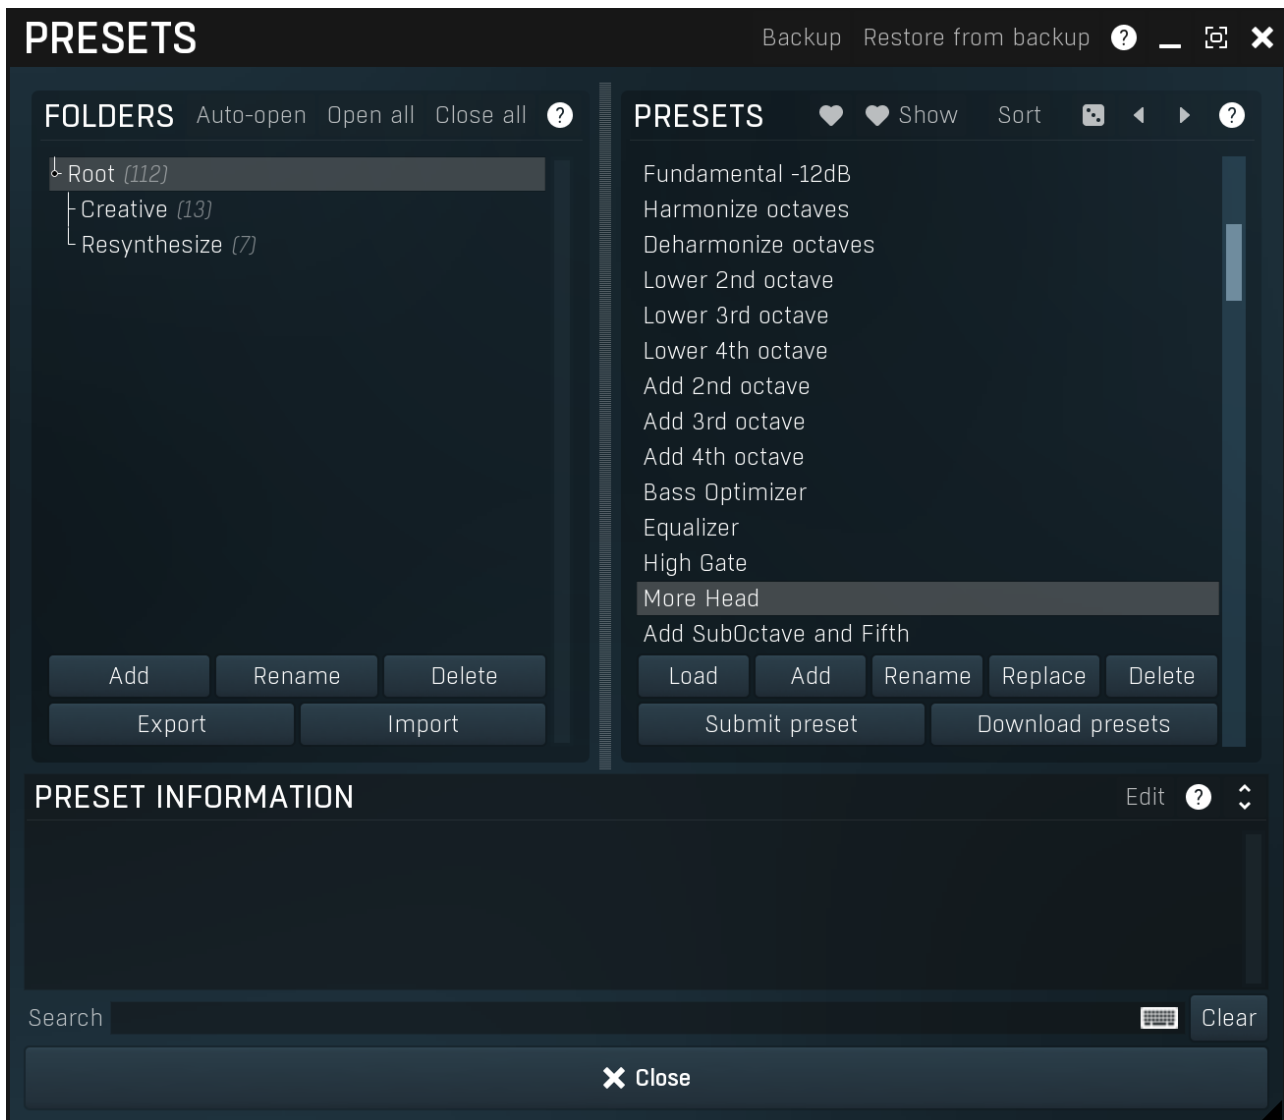 PRESETS Backup Restore from backup ?
FOLDERS Auto-open Open all Close all ?
Root (112)
Creative (13)
Resynthesize (7)
Add Rename Delete
Export Import
PRESETS Show Sort ?
Fundamental -12dB
Harmonize octaves
Deharmonize octaves
Lower 2nd octave
Lower 3rd octave
Lower 4th octave
Add 2nd octave
Add 3rd octave
Add 4th octave
Bass Optimizer
Equalizer
High Gate
More Head
Add SubOctave and Fifth
Load Add Rename Replace Delete
Submit preset Download presets
PRESET INFORMATION Edit ?
Search Clear
Close